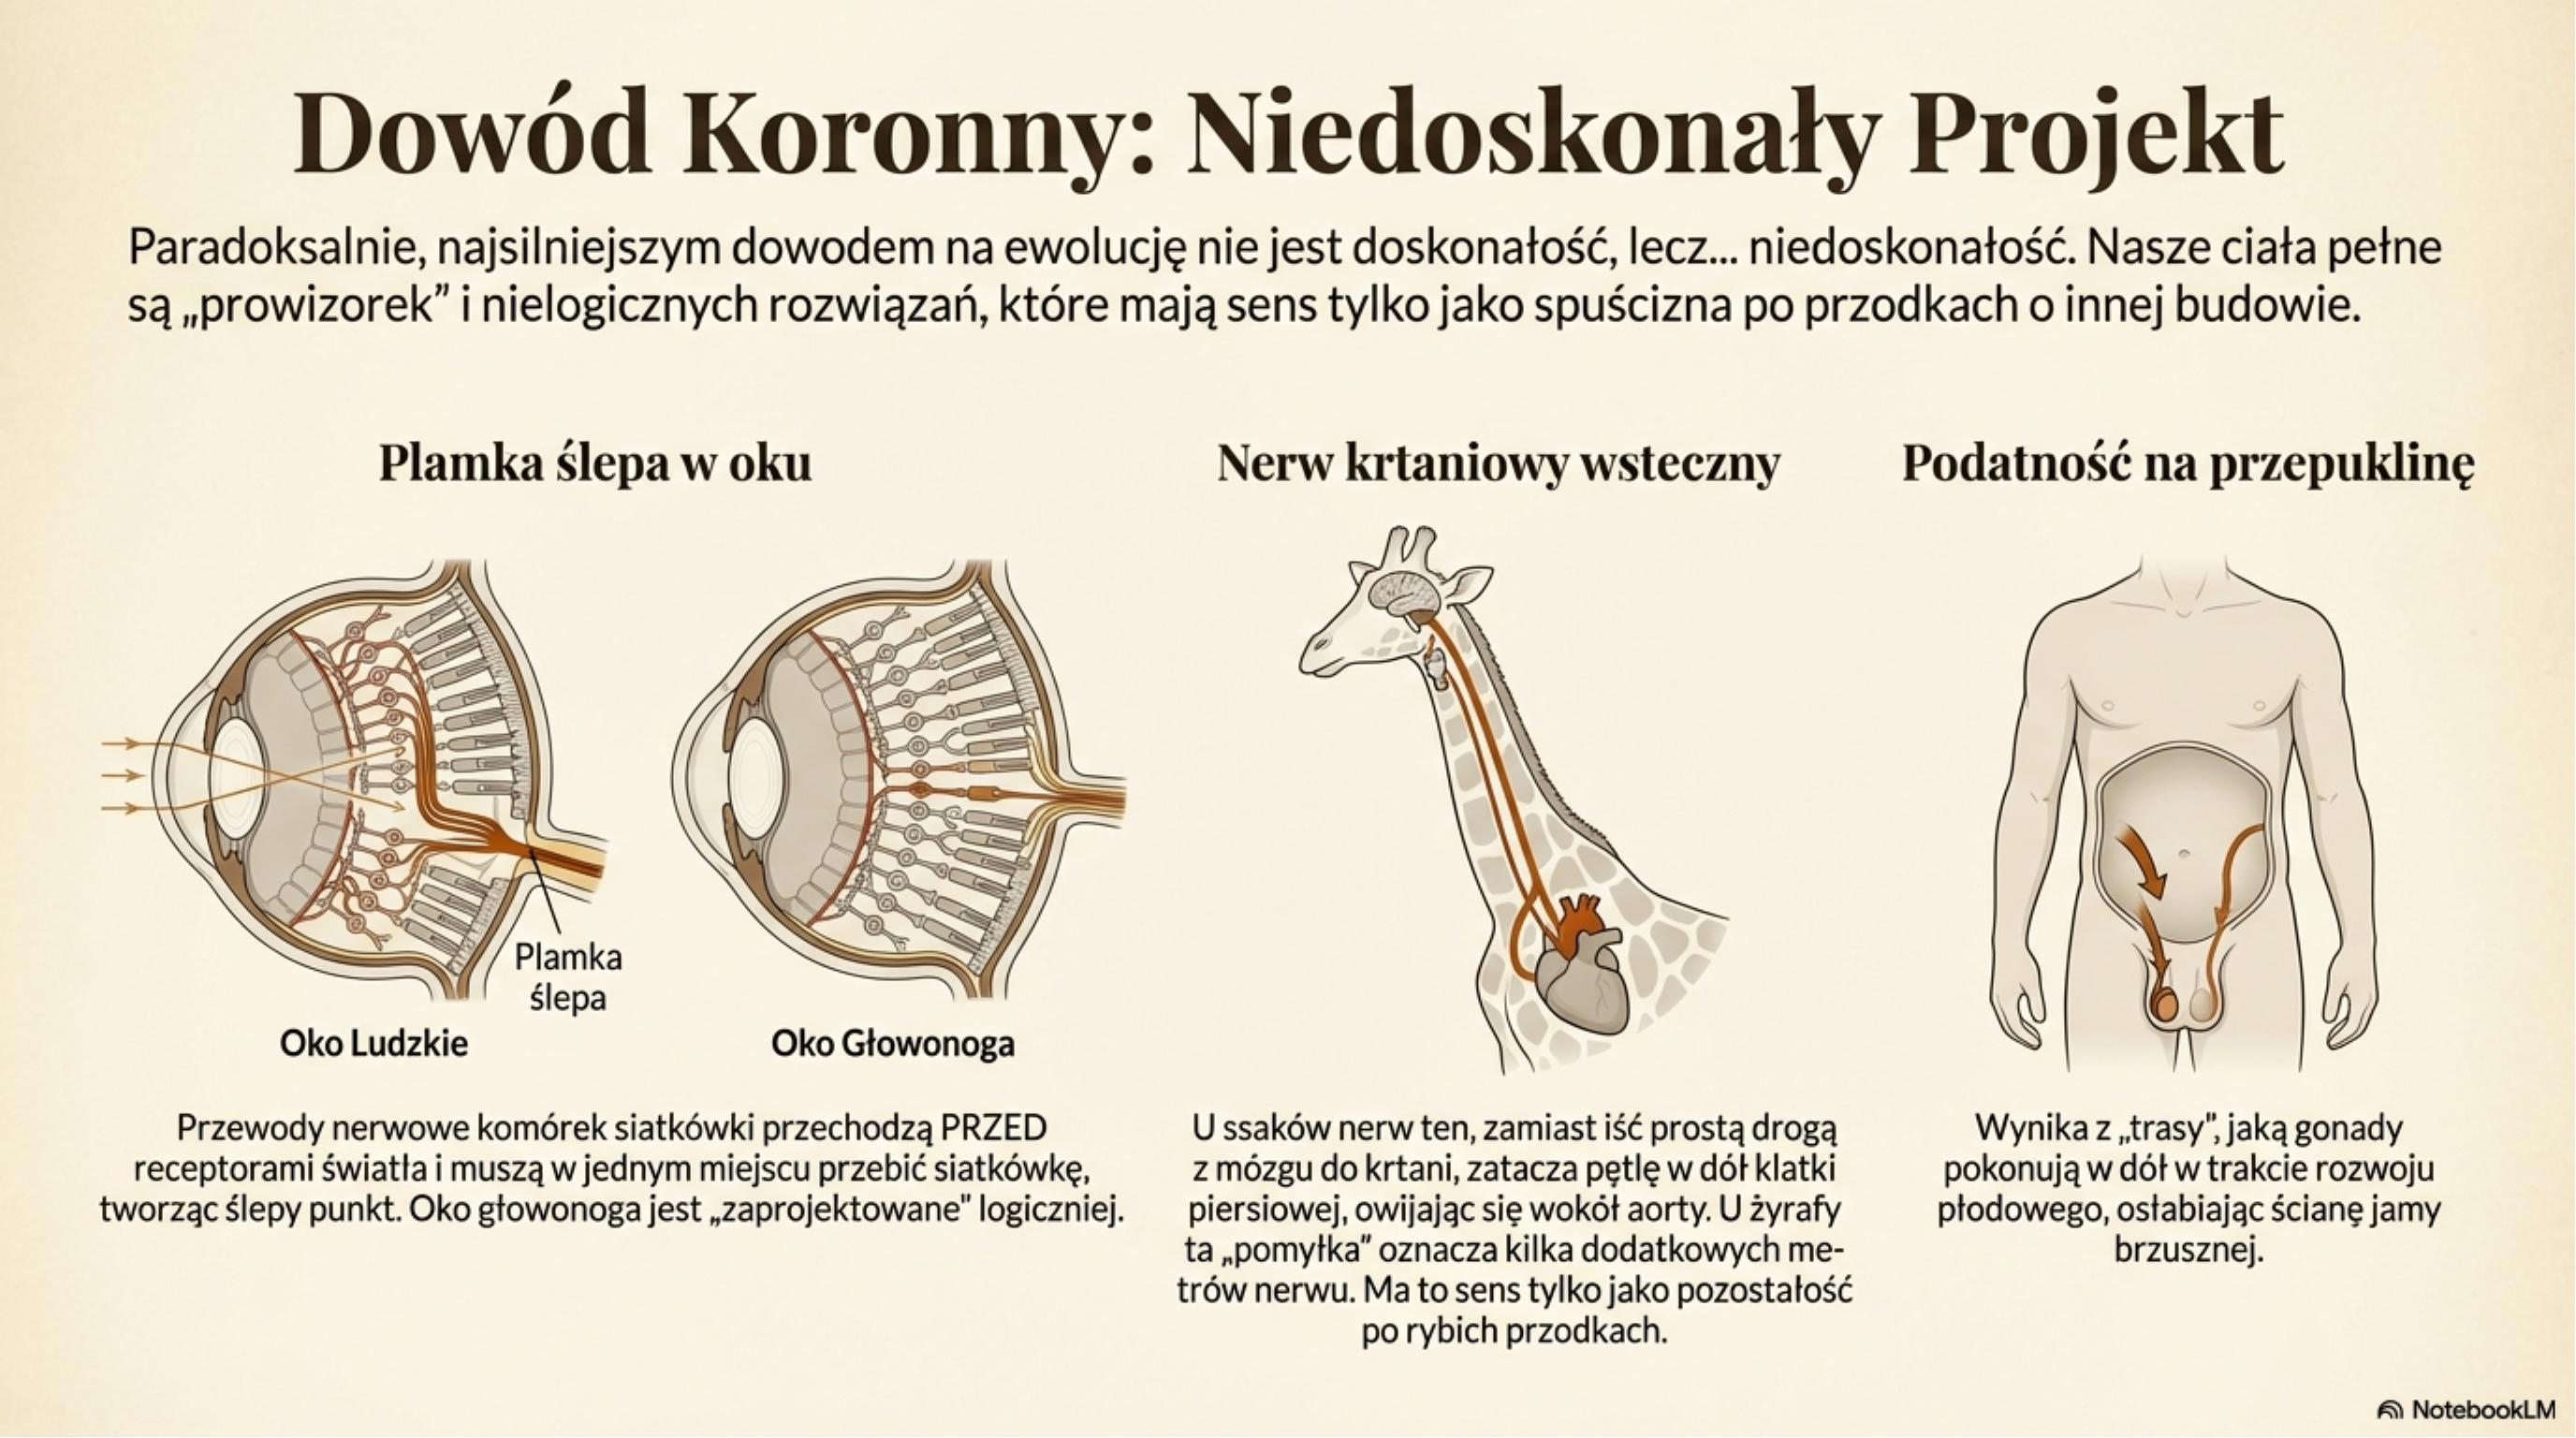 Dowód Koronny: Niedoskonały Projekt
Paradoksalnie, najsilniejszym dowodem na ewolucję nie jest doskonałość, lecz... niedoskonałość. Nasze ciała pełne
są „prowizorek” i nielogicznych rozwiązań, które mają sens tylko jako spuścizna po przodkach o innej budowie.
Plamka ślepa w oku
Plamka
ślepa
Oko Ludzkie
Oko Głowonoga
Przewody nerwowe komórek siatkówki przechodzą PRZED
receptorami światła i muszą w jednym miejscu przebić siatkówkę,
tworząc ślepy punkt. Oko głowonoga jest „zaprojektowane” logiczniej.
Nerw krtaniowy wsteczny
U ssaków nerw ten, zamiast iść prostą drogą
z mózgu do krtani, zatacza pętlę w dół klatki
piersiowej, owijając się wokół aorty. U żyrafy
ta „pomyłka” oznacza kilka dodatkowych me-
trów nerwu. Ma to sens tylko jako pozostałość
po rybich przodkach.
Podatność na przepuklinę
Wynika z „trasy”, jaką gonady
pokonują w dół w trakcie rozwoju
płodowego, osłabiając ścianę jamy
brzusznej.
NotebookLM